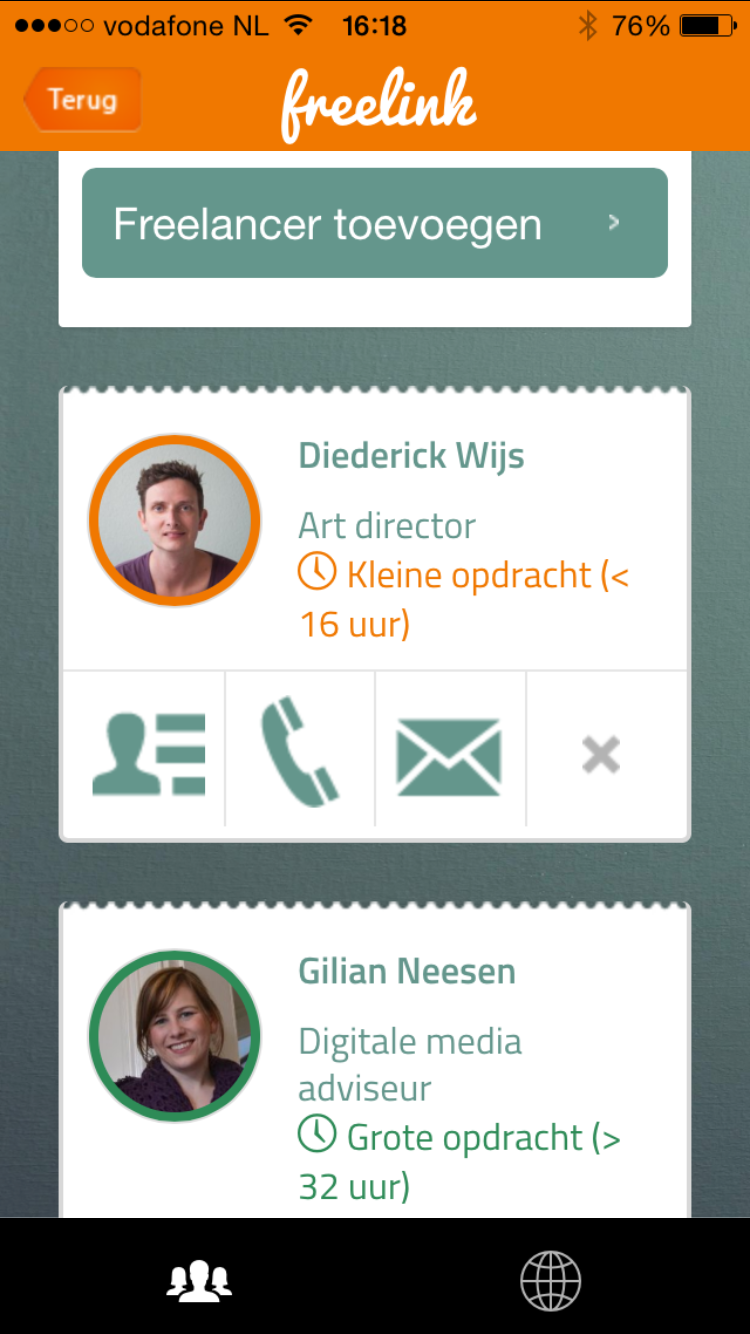 vodafone NL 16:18 76%
Terug freelink
Freelancer toevoegen
Diederick Wijs
Art director
Kleine opdracht (<
16 uur)
Gilian Neesen
Digitale media
adviseur
Grote opdracht (>
32 uur)